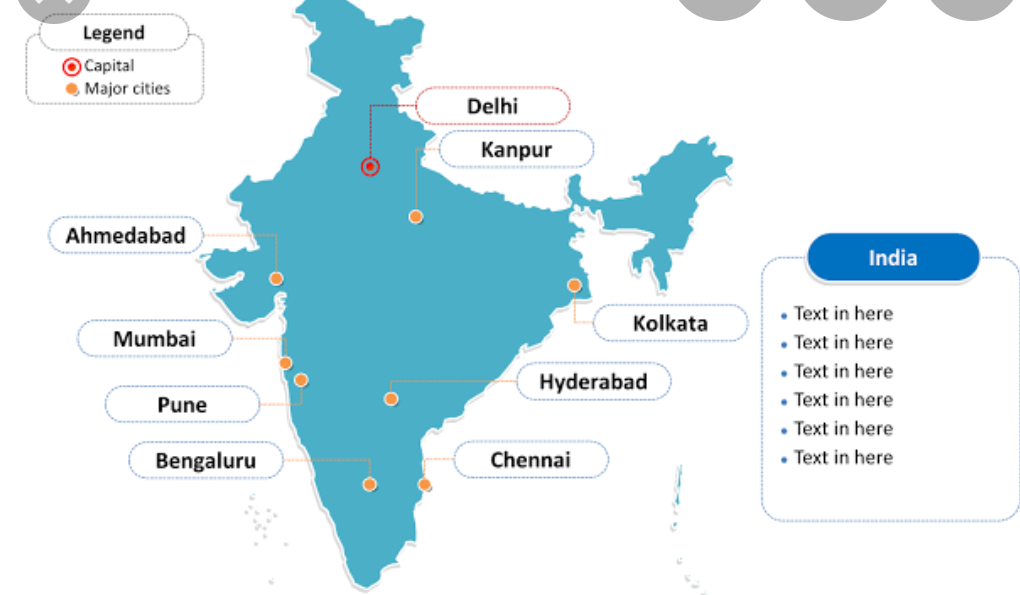 Legend
Capital
Major cities
Delhi
Kanpur
Ahmedabad
India
Kolkata
Mumbai
Hyderabad
Pune
Bengaluru
Chennai
Text in here
Text in here
Text in here
Text in here
Text in here
Text in here